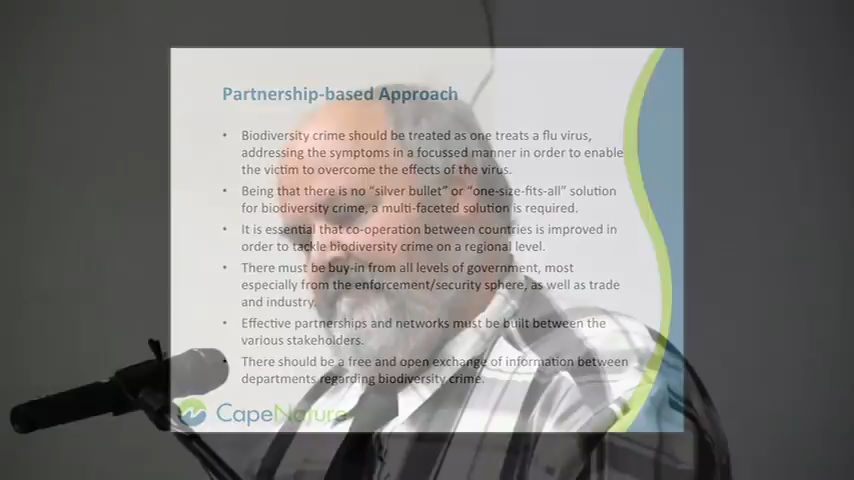 Partnership-based Approach
• Biodiversity crime should be treated as one treats a flu virus,
addressing the symptoms in a focussed manner in order to enable
the victim to overcome the effects of the virus.
• Being that there is no “silver bullet” or “one-size-fits-all” solution
for biodiversity crime, a multi-faceted solution is required.
• It is essential that co-operation between countries is improved in
order to tackle biodiversity crime on a regional level.
• There must be buy-in from all levels of government, most
especially from the enforcement/security sphere, as well as trade
and industry.
• Effective partnerships and networks must be built between the
various stakeholders.
• There should be a free and open exchange of information between
departments regarding biodiversity crime.
CapeNature